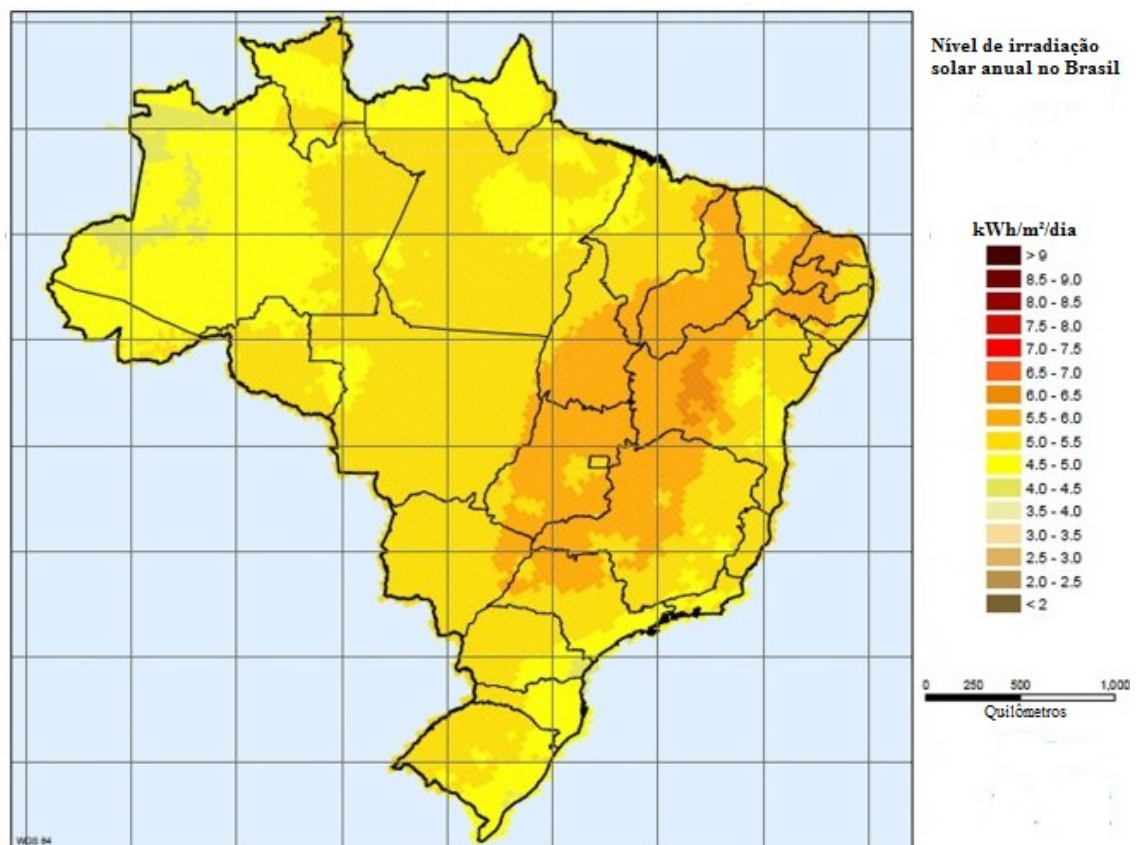 Nível de irradiação
solar anual no Brasil
kWh/m²/dia
> 9
8.5 - 9.0
8.0 - 8.5
7.5 - 8.0
7.0 - 7.5
6.5 - 7.0
6.0 - 6.5
5.5 - 6.0
5.0 - 5.5
4.5 - 5.0
4.0 - 4.5
3.5 - 4.0
3.0 - 3.5
2.5 - 3.0
2.0 - 2.5
< 2
0 250 500 1,000
Quilômetros
WGS 84